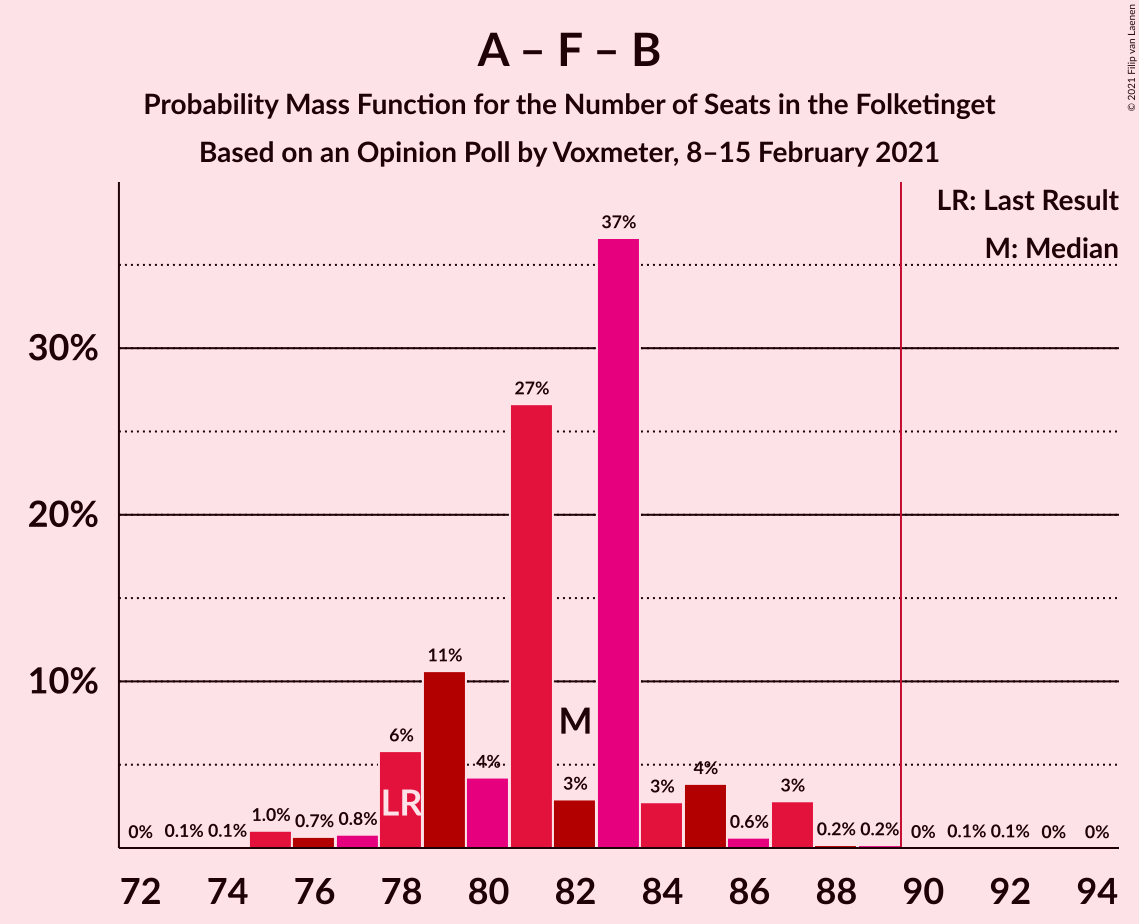 A – F – B
Probability Mass Function for the Number of Seats in the Folketinget
Based on an Opinion Poll by Voxmeter, 8–15 February 2021
© 2021 Filip van Laenen
LR: Last Result
M: Median
37%
30%
27%
20%
11%
10%
M
6%
4%
4%
3%
3%
3%
LR
1.0%
0.7%
0.8%
0.6%
0%
0.1%
0.1%
0.2%
0.2%
0%
0.1%
0.1%
0%
0%
72 74 76 78 80 82 84 86 88 90 92 94